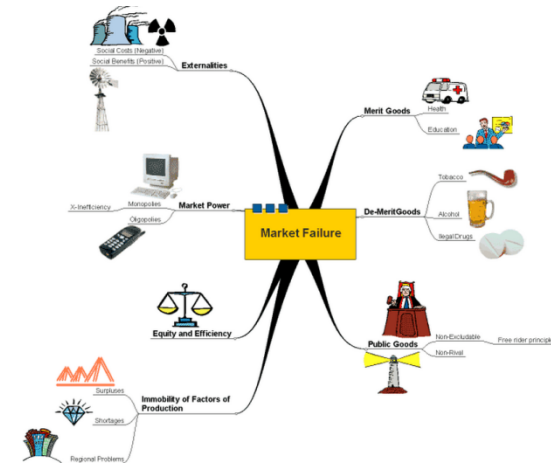 Social Costs (Negative)
Social Benefits (Positive)
Externalities
Merit Goods
Health
Education
X-Inefficiency
Monopolies
Oligopolies
Market Power
Market Failure
De-MeritGoods
Tobacco
Alcohol
IllegalDrugs
Equity and Efficiency
Public Goods
Non-Excludable
Non-Rival
Free rider principle
Immobility of Factors of
Production
Surpluses
Shortages
Regional Problems